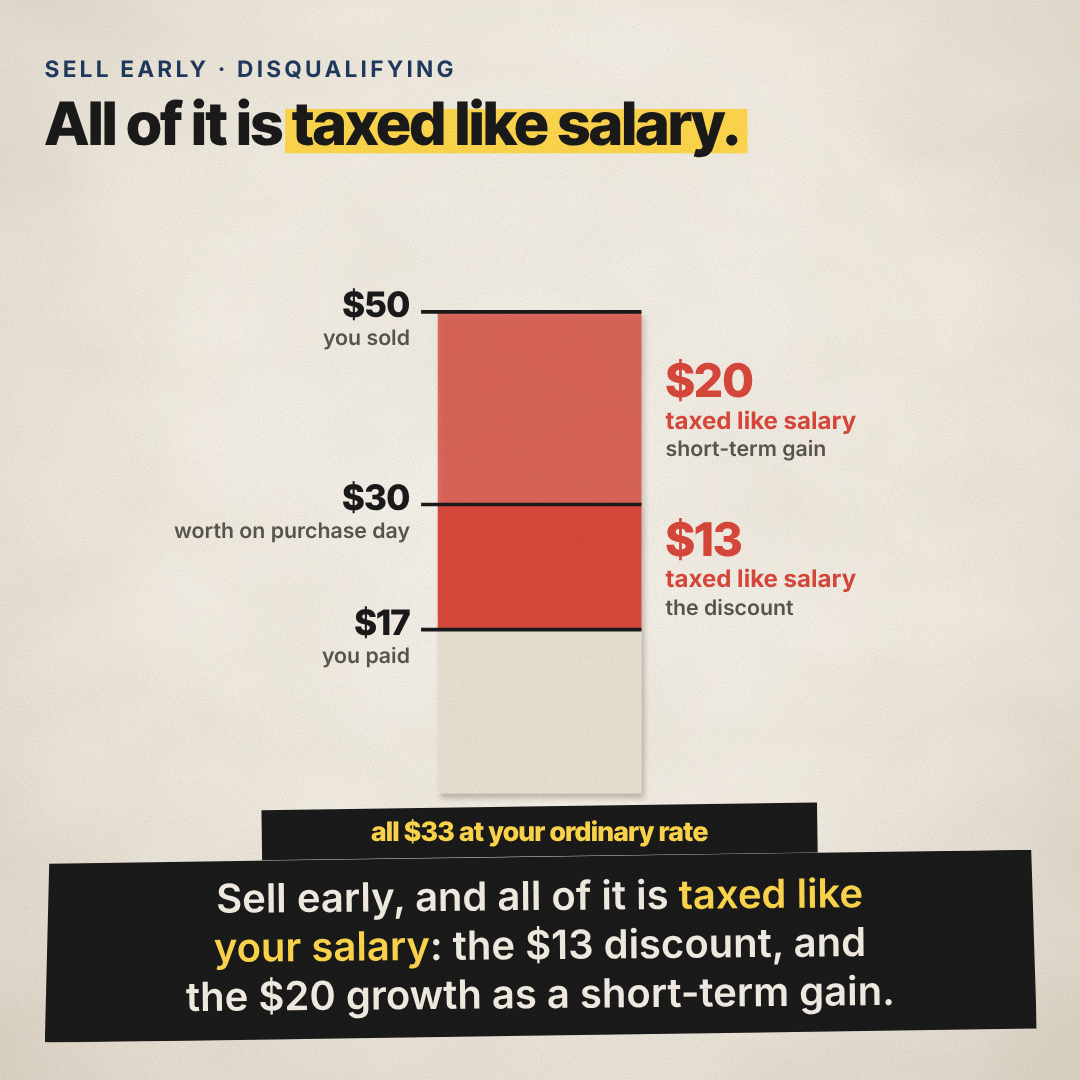 SELL EARLY · DISQUALIFYING
All of it is taxed like salary.
$50
you sold
$20
taxed like salary
short-term gain
$30
worth on purchase day
$13
taxed like salary
the discount
$17
you paid
all $33 at your ordinary rate
Sell early, and all of it is taxed like
your salary: the $13 discount, and
the $20 growth as a short-term gain.